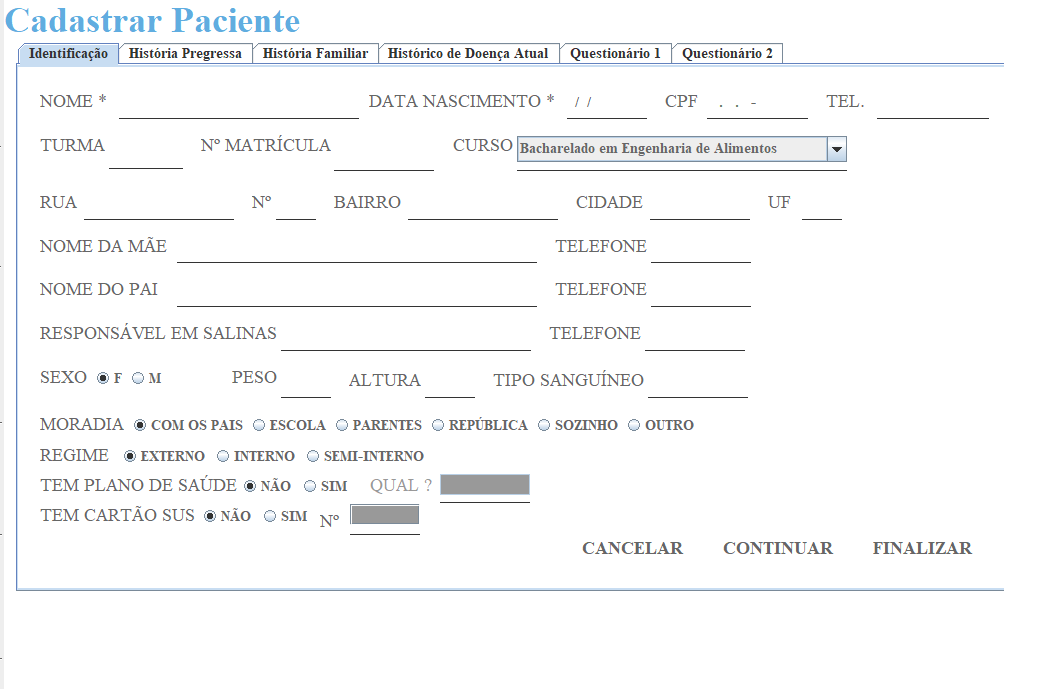 Cadastrar Paciente
Identificação História Pregressa História Familiar Histórico de Doença Atual Questionário 1 Questionário 2
NOME * DATA NASCIMENTO * / / CPF . . - TEL.
TURMA Nº MATRÍCULA CURSO Bacharelado em Engenharia de Alimentos
RUA Nº BAIRRO CIDADE UF
NOME DA MÃE TELEFONE
NOME DO PAI TELEFONE
RESPONSÁVEL EM SALINAS TELEFONE
SEXO F M PESO ALTURA TIPO SANGUÍNEO
MORADIA COM OS PAIS ESCOLA PARENTES REPÚBLICA SOZINHO OUTRO
REGIME EXTERNO INTERNO SEMI-INTERNO
TEM PLANO DE SAÚDE NÃO SIM QUAL ?
TEM CARTÃO SUS NÃO SIM Nº
CANCELAR CONTINUAR FINALIZAR